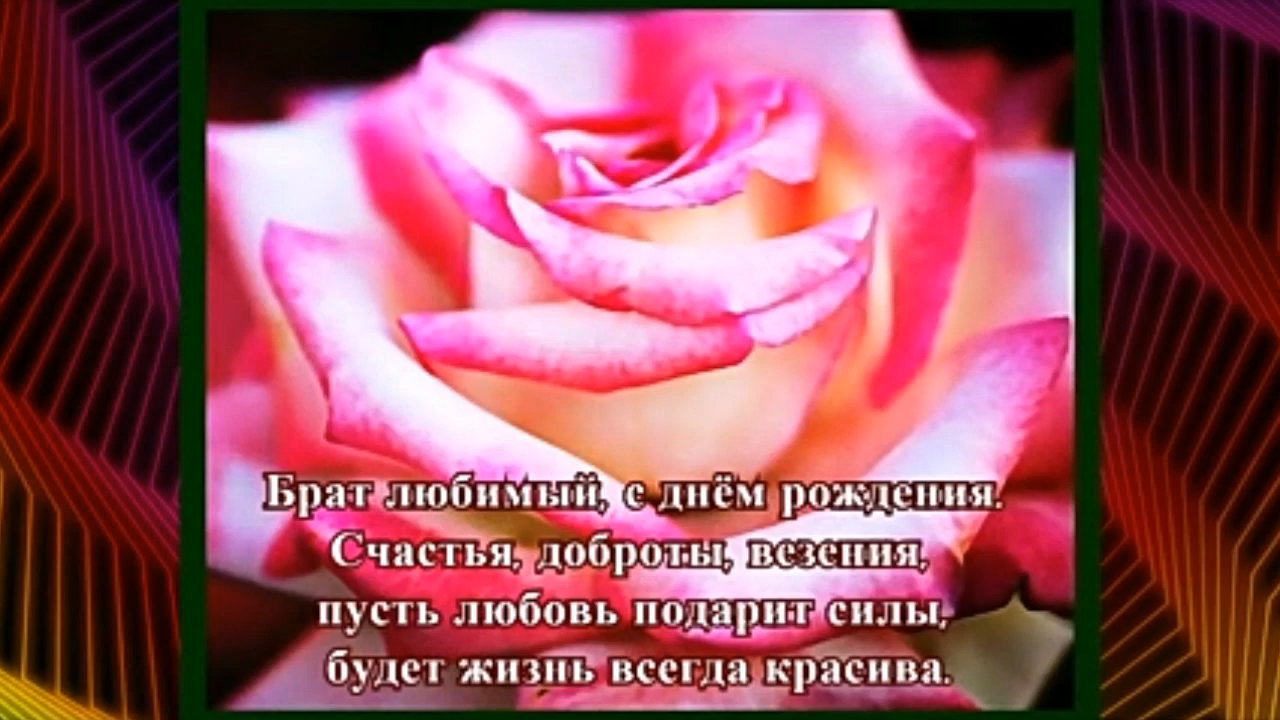 Брат любимый, с днём рождения.
Счастья, доброты, везения,
пусть любовь подарит силы,
будет жизнь всегда красива.